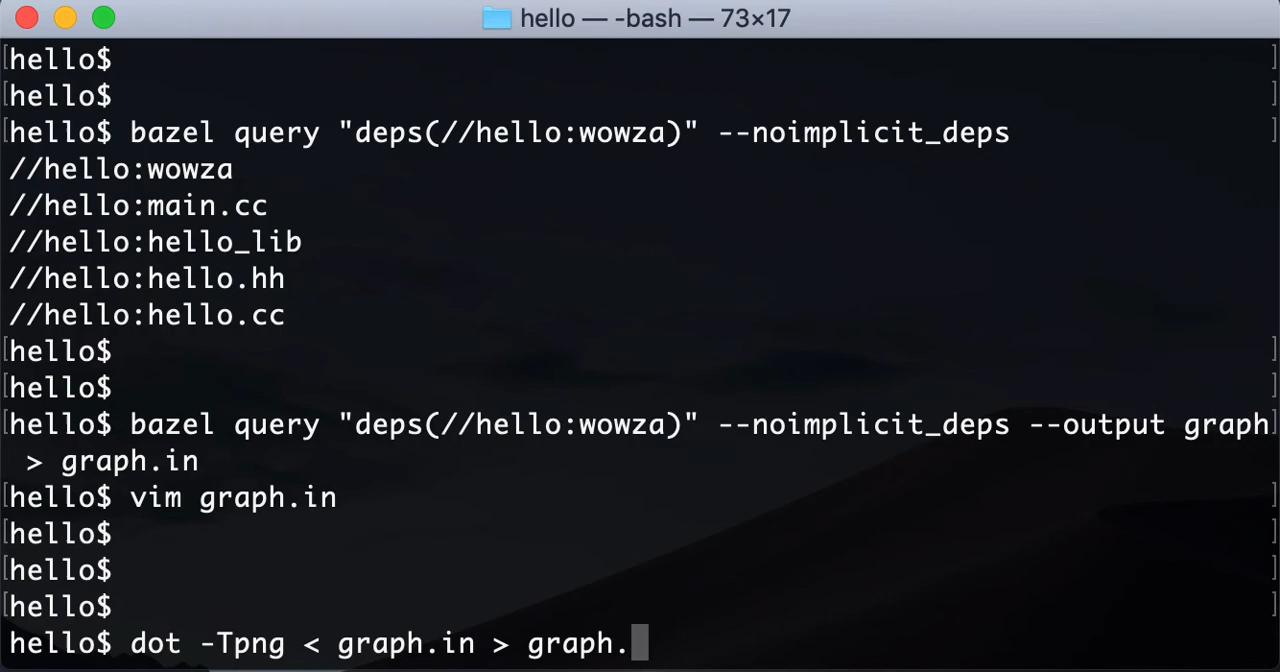 hello — -bash — 73×17
hello$
hello$
hello$ bazel query "deps(//hello:wowza)" --noimplicit_deps
//hello:wowza
//hello:main.cc
//hello:hello_lib
//hello:hello.hh
//hello:hello.cc
hello$
hello$
hello$ bazel query "deps(//hello:wowza)" --noimplicit_deps --output graph
> graph.in
hello$ vim graph.in
hello$
hello$
hello$
hello$ dot -Tpng < graph.in > graph.